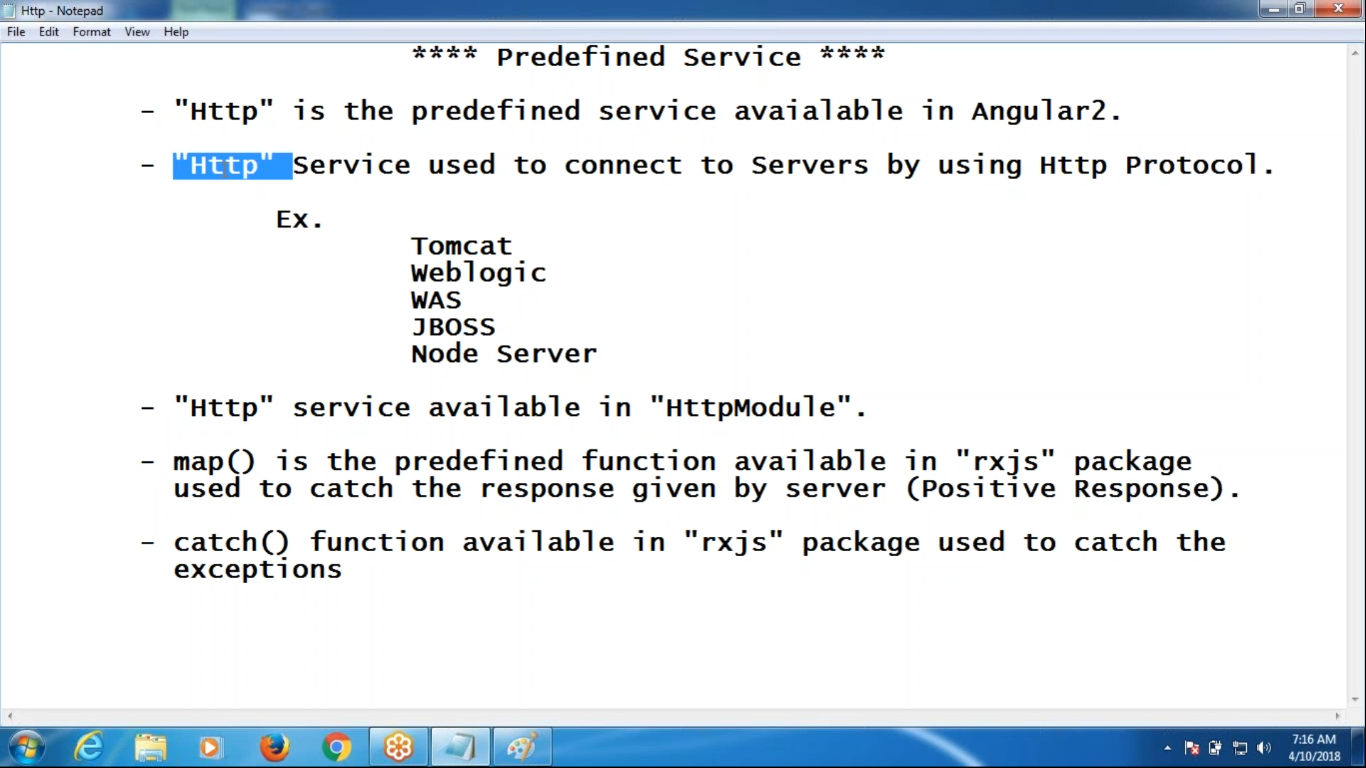 Http - Notepad
File Edit Format View Help
**** Predefined Service ****
- "Http" is the predefined service avaialable in Angular2.
- "Http" Service used to connect to Servers by using Http Protocol.
Ex.
Tomcat
Weblogic
WAS
JBOSS
Node Server
- "Http" service available in "HttpModule".
- map() is the predefined function available in "rxjs" package
used to catch the response given by server (Positive Response).
- catch() function available in "rxjs" package used to catch the
exceptions
7:16 AM
4/10/2018